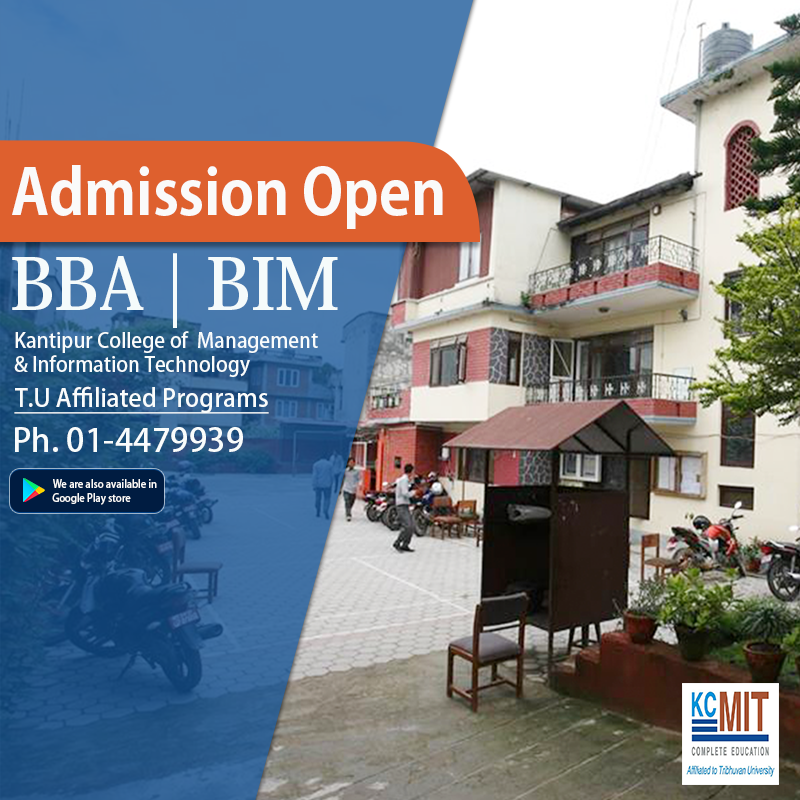 Admission Open
BBA | BIM
Kantipur College of Management
& Information Technology
T.U Affiliated Programs
Ph. 01-4479939
We are also available in
Google Play store
KCMIT
COMPLETE EDUCATION
Affiliated to Tribhuvan University